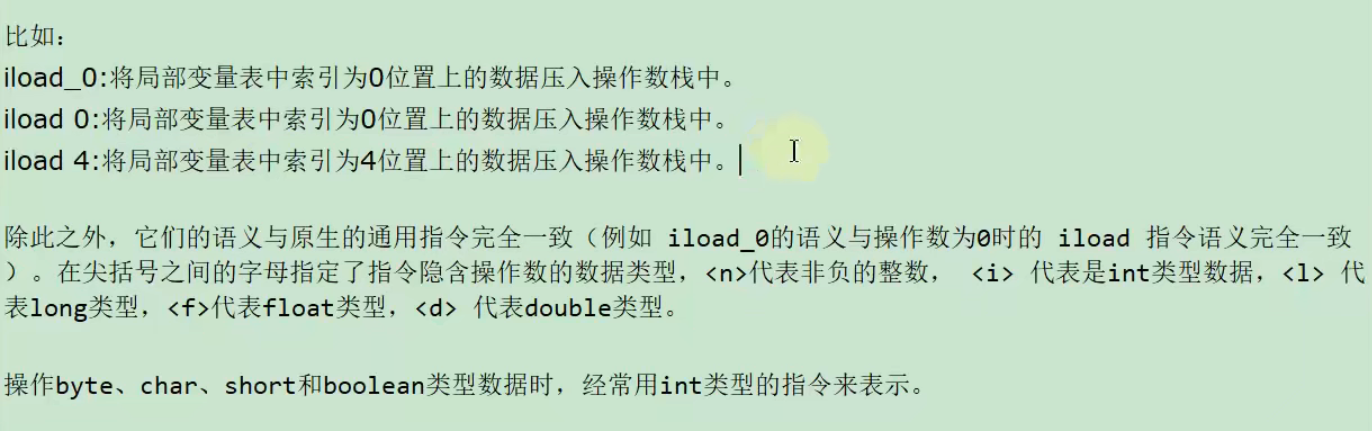 比如：
iload_0:将局部变量表中索引为0位置上的数据压入操作数栈中。
iload 0:将局部变量表中索引为0位置上的数据压入操作数栈中。
iload 4:将局部变量表中索引为4位置上的数据压入操作数栈中。
除此之外，它们的语义与原生的通用指令完全一致（例如 iload_0的语义与操作数为0时的 iload 指令语义完全一致
）。在尖括号之间的字母指定了指令隐含操作数的数据类型，<n>代表非负的整数， <i> 代表是int类型数据，<l> 代
表long类型，<f>代表float类型，<d> 代表double类型。
操作byte、char、short和boolean类型数据时，经常用int类型的指令来表示。